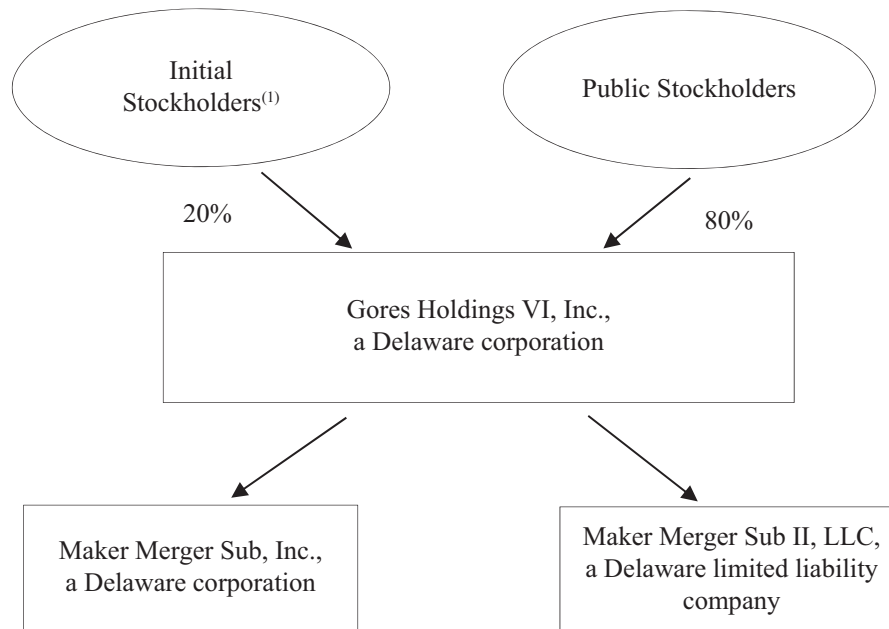 Initial
Stockholders(1)
Public Stockholders
20%
80%
Gores Holdings VI, Inc.,
a Delaware corporation
Maker Merger Sub, Inc.,
a Delaware corporation
Maker Merger Sub II, LLC,
a Delaware limited liability
company